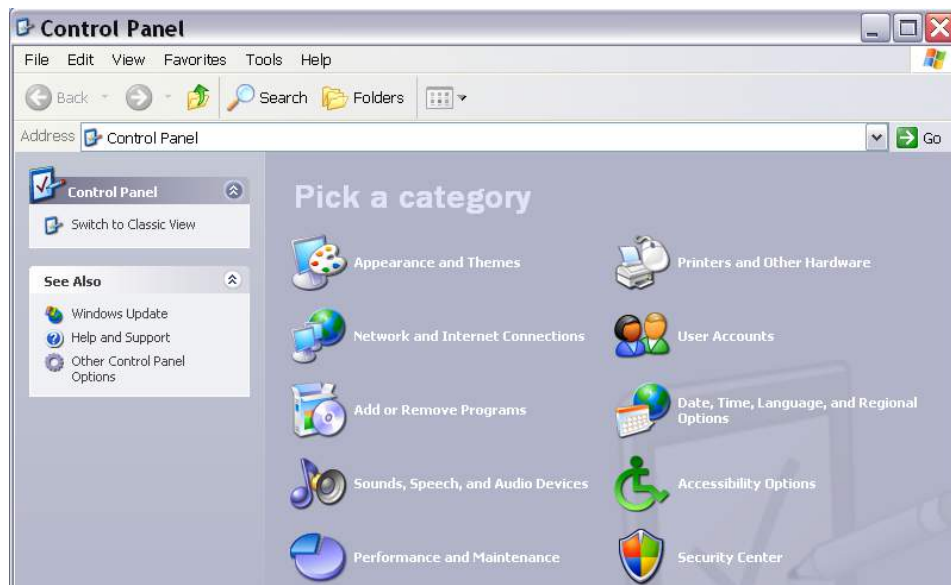 Control Panel
File Edit View Favorites Tools Help
Back Search Folders
Address Control Panel Go
Control Panel
Switch to Classic View
See Also
Windows Update
Help and Support
Other Control Panel
Options
Pick a category
Appearance and Themes
Printers and Other Hardware
Network and Internet Connections
User Accounts
Add or Remove Programs
Date, Time, Language, and Regional
Options
Sounds, Speech, and Audio Devices
Accessibility Options
Performance and Maintenance
Security Center